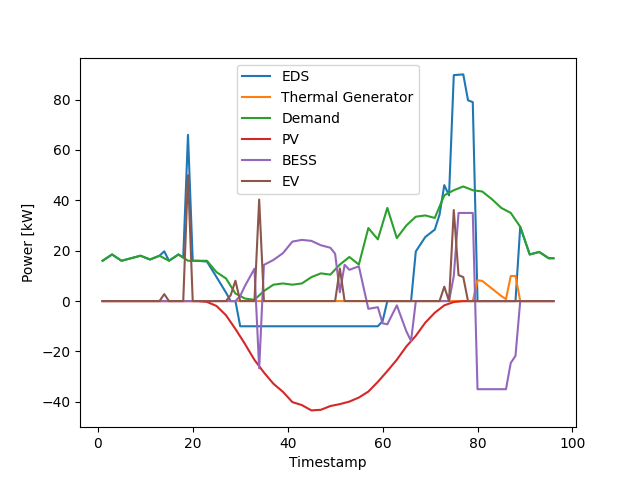 EDS
Thermal Generator
Demand
PV
BESS
EV
Power [kW]
80
60
40
20
0
−20
−40
0 20 40 60 80 100
Timestamp